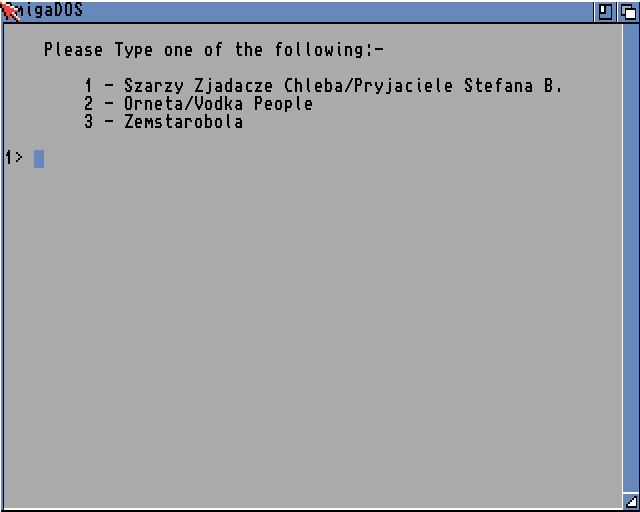 AmigaDOS
Please Type one of the following:-
1 - Szarzy Zjadacze Chleba/Pryjaciele Stefana B.
2 - Orneta/Vodka People
3 - Zemstarobola
1>